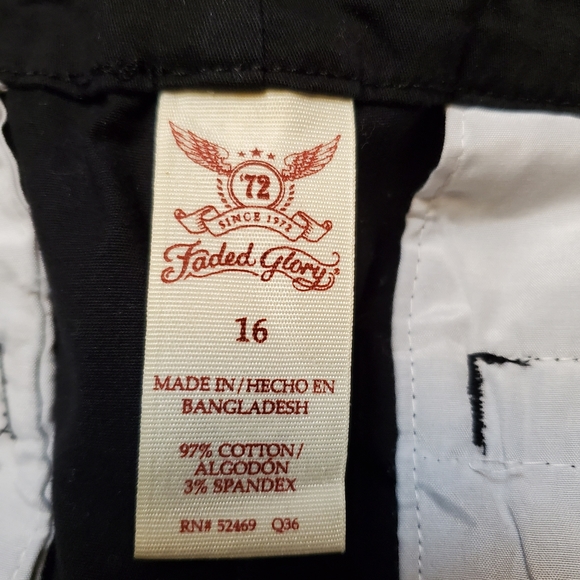 '72
SINCE 1972
Faded Glory
16
MADE IN/HECHO EN
BANGLADESH
97% COTTON/
ALGODÓN
3% SPANDEX
RN# 52469 Q36